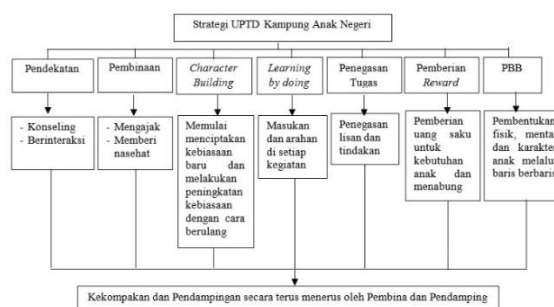 Strategi UPTD Kampung Anak Negeri
Pendekatan
Pembinaan
Character
Building
Learning
by doing
Penegasan
Tugas
Pemberian
Reward
PBB
- Konseling
- Berinteraksi
- Mengajak
- Memberi
nasehat
Memulai
menciptakan
kebiasaan
baru dan
melakukan
peningkatan
kebiasaan
dengan cara
berulang
Masukan
dan arahan
di setiap
kegiatan
Penegasan
lisan dan
tindakan
Pemberian
uang saku
untuk
kebutuhan
anak dan
menabung
Pembentukan
fisik, menta
dan karakter
anak melalu
baris berbaris
Kekompakan dan Pendampingan secara terus menerus oleh Pembina dan Pendamping